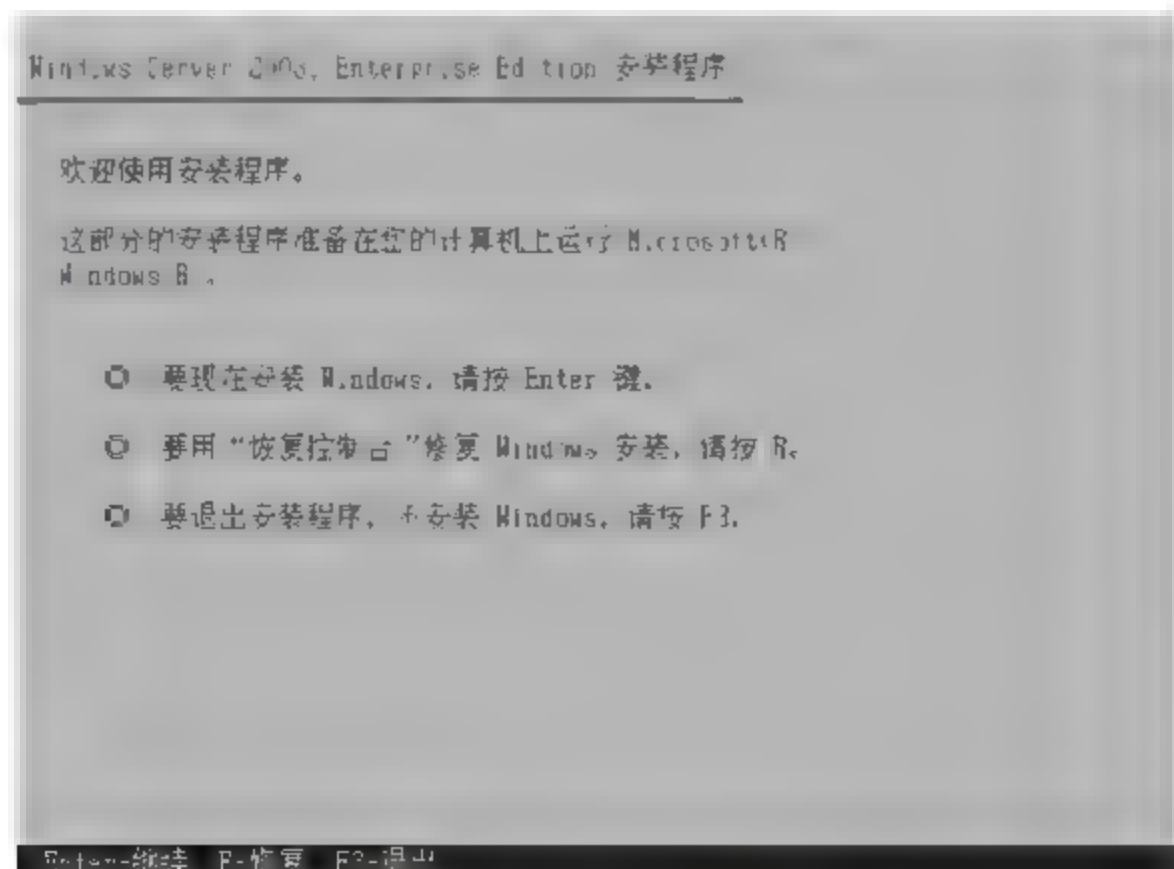 Windows Server 2003, Enterprise Edition 安装程序
欢迎使用安装程序。
这部分的安装程序准备在您的计算机上运行 Microsoft(R)
Windows(R)。
要现在安装 Windows，请按 Enter 键。
要用“恢复控制台”修复 Windows 安装，请按 R。
要退出安装程序，不安装 Windows，请按 F3。
Enter=继续 R=修复 F3=退出